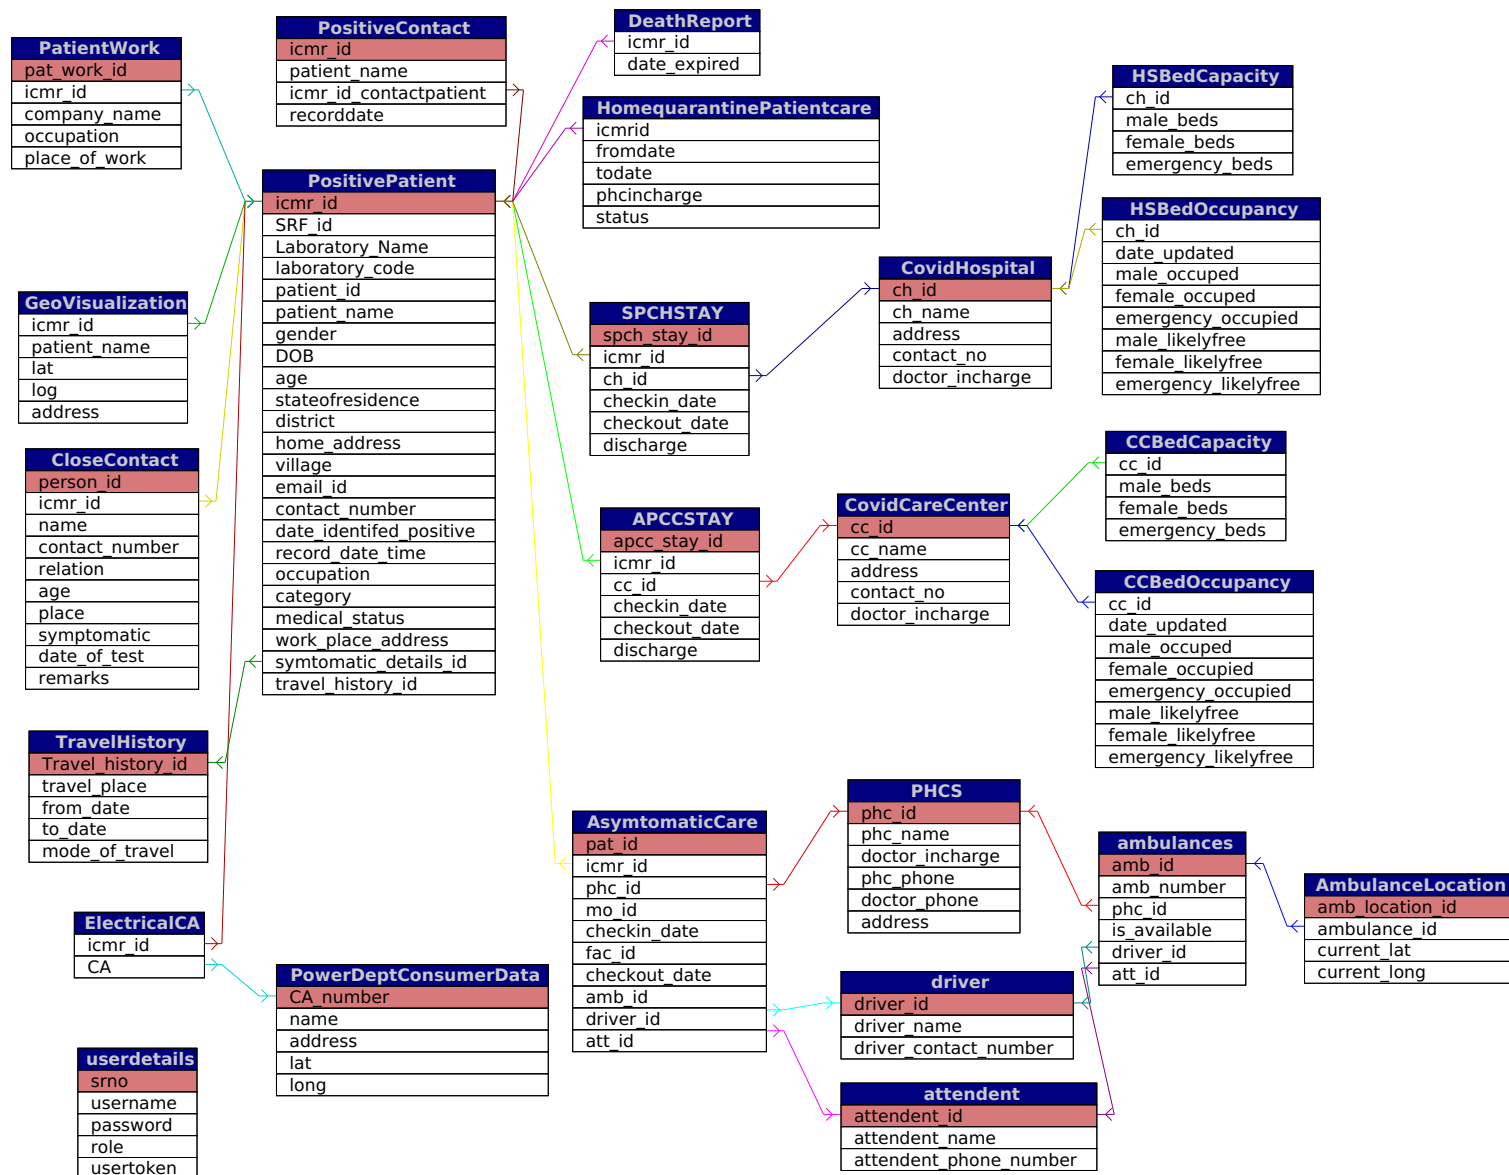 PatientWork
pat_work_id
icmr_id
company_name
occupation
place_of_work
PositiveContact
icmr_id
patient_name
icmr_id_contactpatient
recorddate
DeathReport
icmr_id
date_expired
HomequarantinePatientcare
icmrid
fromdate
todate
phcincharge
status
HSBedCapacity
ch_id
male_beds
female_beds
emergency_beds
HSBedOccupancy
ch_id
date_updated
male_occuped
female_occuped
emergency_occupied
male_likelyfree
female_likelyfree
emergency_likelyfree
PositivePatient
icmr_id
SRF_id
Laboratory_Name
laboratory_code
patient_id
patient_name
gender
DOB
age
stateofresidence
district
home_address
village
email_id
contact_number
date_identifed_positive
record_date_time
occupation
category
medical_status
work_place_address
symtomatic_details_id
travel_history_id
GeoVisualization
icmr_id
patient_name
lat
log
address
CovidHospital
ch_id
ch_name
address
contact_no
doctor_incharge
SPCHSTAY
spch_stay_id
icmr_id
ch_id
checkin_date
checkout_date
discharge
CloseContact
person_id
icmr_id
name
contact_number
relation
age
place
symptomatic
date_of_test
remarks
CCBedCapacity
cc_id
male_beds
female_beds
emergency_beds
CovidCareCenter
cc_id
cc_name
address
contact_no
doctor_incharge
APCCSTAY
apcc_stay_id
icmr_id
cc_id
checkin_date
checkout_date
discharge
CCBedOccupancy
cc_id
date_updated
male_occuped
female_occupied
emergency_occupied
male_likelyfree
female_likelyfree
emergency_likelyfree
TravelHistory
Travel_history_id
travel_place
from_date
to_date
mode_of_travel
AsymtomaticCare
pat_id
icmr_id
phc_id
mo_id
checkin_date
fac_id
checkout_date
amb_id
driver_id
att_id
PHCS
phc_id
phc_name
doctor_incharge
phc_phone
doctor_phone
address
ambulances
amb_id
amb_number
phc_id
is_available
driver_id
att_id
AmbulanceLocation
amb_location_id
ambulance_id
current_lat
current_long
ElectricalCA
icmr_id
CA
PowerDeptConsumerData
CA_number
name
address
lat
long
driver
driver_id
driver_name
driver_contact_number
userdetails
srno
username
password
role
usertoken
attendent
attendent_id
attendent_name
attendent_phone_number